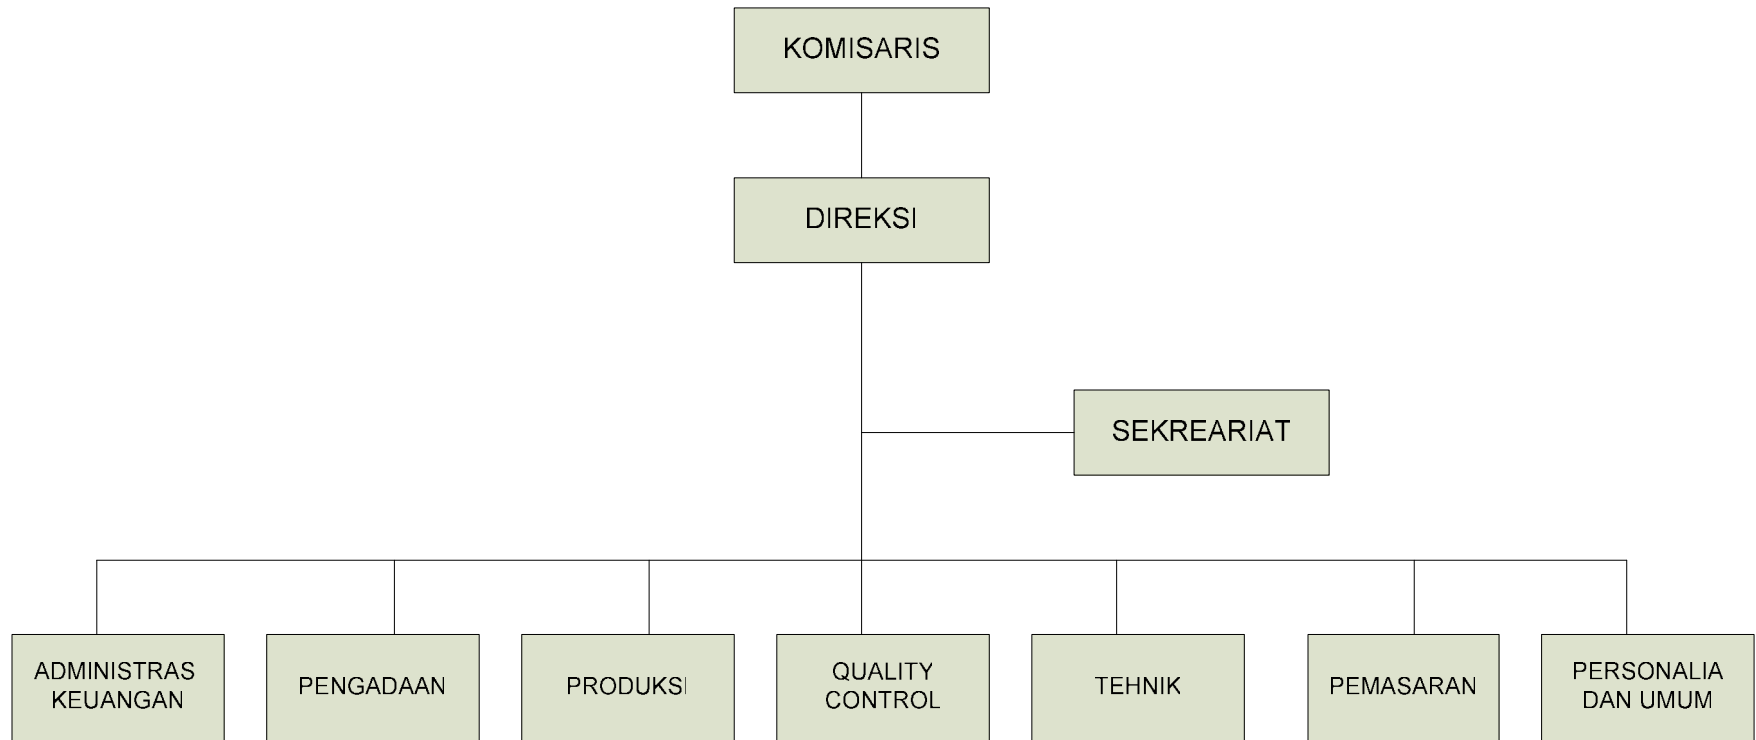 KOMISARIS
DIREKSI
SEKREARIAT
ADMINISTRAS
KEUANGAN
PENGADAAN
PRODUKSI
QUALITY
CONTROL
TEHNIK
PEMASARAN
PERSONALIA
DAN UMUM